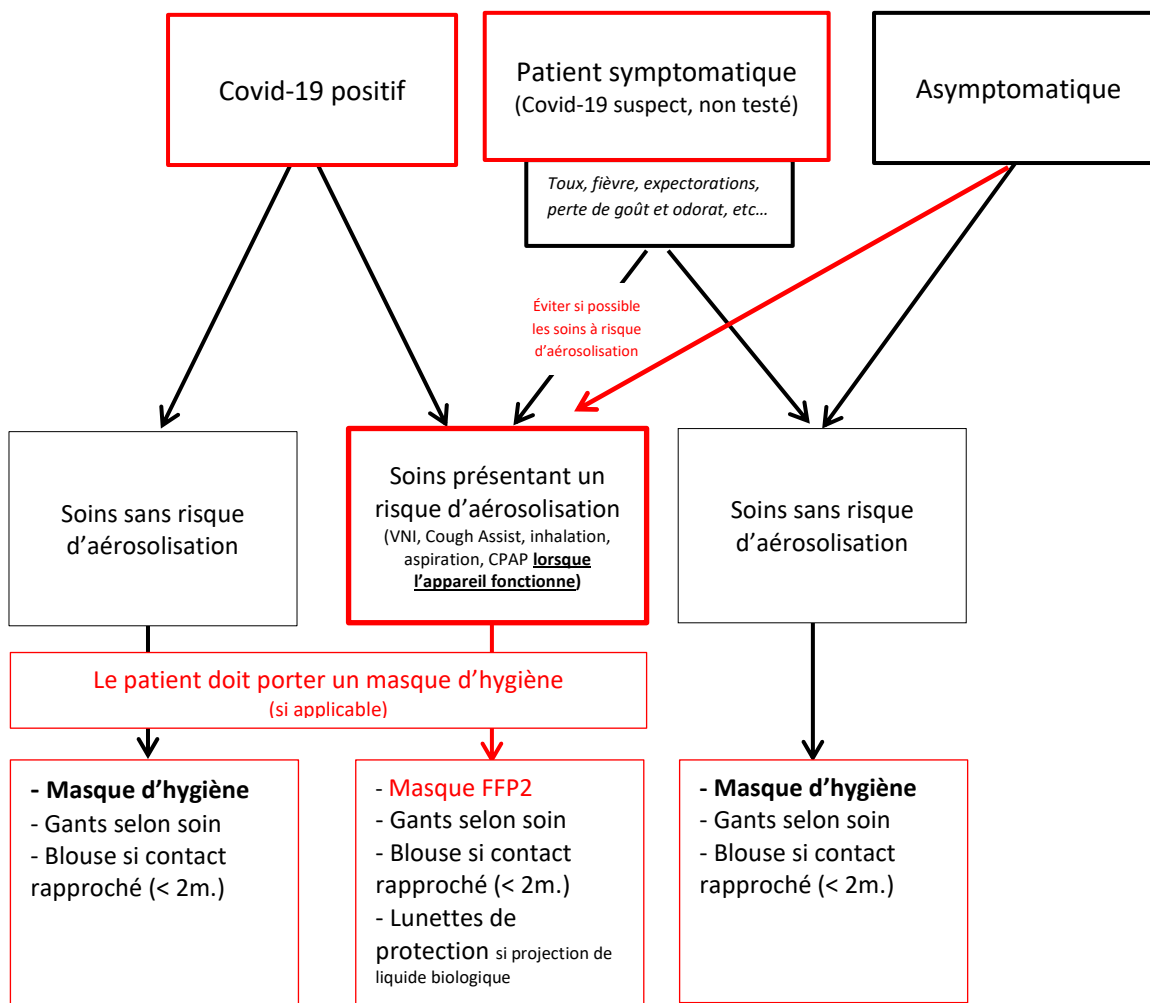 Covid-19 positif
Patient symptomatique
(Covid-19 suspect, non testé)
Asymptomatique
Toux, fièvre, expectorations,
perte de goût et odorat, etc…
Éviter si possible
les soins à risque
d’aérosolisation
Soins sans risque
d’aérosolisation
Soins présentant un
risque d’aérosolisation
(VNI, Cough Assist, inhalation,
aspiration, CPAP lorsque
l’appareil fonctionne)
Soins sans risque
d’aérosolisation
Le patient doit porter un masque d’hygiène
(si applicable)
- Masque d’hygiène
- Gants selon soin
- Blouse si contact
rapproché (< 2m.)
- Masque FFP2
- Gants selon soin
- Blouse si contact
rapproché (< 2m.)
- Lunettes de
protection si projection de
liquide biologique
- Masque d’hygiène
- Gants selon soin
- Blouse si contact
rapproché (< 2m.)